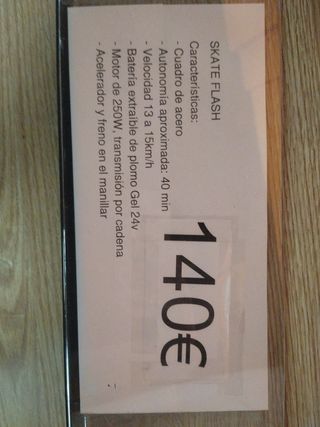 SKATE FLASH
Características:
- Cuadro de acero
- Autonomía aproximada: 40 min
- Velocidad 13 a 15km/h
- Batería extraíble de plomo Gel 24v
- Motor de 250W, transmisión por cadena
- Acelerador y freno en el manillar
140€